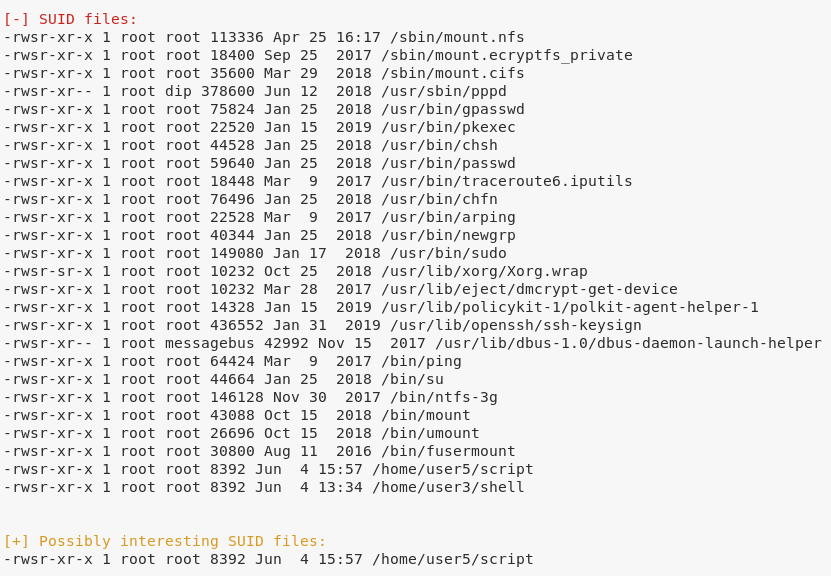 [-] SUID files:
-rwsr-xr-x 1 root root 113336 Apr 25 16:17 /sbin/mount.nfs
-rwsr-xr-x 1 root root 18400 Sep 25  2017 /sbin/mount.ecryptfs_private
-rwsr-xr-x 1 root root 35600 Mar 29  2018 /sbin/mount.cifs
-rwsr-xr-- 1 root dip 378600 Jun 12  2018 /usr/sbin/pppd
-rwsr-xr-x 1 root root 75824 Jan 25  2018 /usr/bin/gpasswd
-rwsr-xr-x 1 root root 22520 Jan 15  2019 /usr/bin/pkexec
-rwsr-xr-x 1 root root 44528 Jan 25  2018 /usr/bin/chsh
-rwsr-xr-x 1 root root 59640 Jan 25  2018 /usr/bin/passwd
-rwsr-xr-x 1 root root 18448 Mar  9  2017 /usr/bin/traceroute6.iputils
-rwsr-xr-x 1 root root 76496 Jan 25  2018 /usr/bin/chfn
-rwsr-xr-x 1 root root 22528 Mar  9  2017 /usr/bin/arping
-rwsr-xr-x 1 root root 40344 Jan 25  2018 /usr/bin/newgrp
-rwsr-xr-x 1 root root 149080 Jan 17  2018 /usr/bin/sudo
-rwsr-sr-x 1 root root 10232 Oct 25  2018 /usr/lib/xorg/Xorg.wrap
-rwsr-xr-x 1 root root 10232 Mar 28  2017 /usr/lib/eject/dmcrypt-get-device
-rwsr-xr-x 1 root root 14328 Jan 15  2019 /usr/lib/policykit-1/polkit-agent-helper-1
-rwsr-xr-x 1 root root 436552 Jan 31  2019 /usr/lib/openssh/ssh-keysign
-rwsr-xr-- 1 root messagebus 42992 Nov 15  2017 /usr/lib/dbus-1.0/dbus-daemon-launch-helper
-rwsr-xr-x 1 root root 64424 Mar  9  2017 /bin/ping
-rwsr-xr-x 1 root root 44664 Jan 25  2018 /bin/su
-rwsr-xr-x 1 root root 146128 Nov 30  2017 /bin/ntfs-3g
-rwsr-xr-x 1 root root 43088 Oct 15  2018 /bin/mount
-rwsr-xr-x 1 root root 26696 Oct 15  2018 /bin/umount
-rwsr-xr-x 1 root root 30800 Aug 11  2016 /bin/fusermount
-rwsr-xr-x 1 root root 8392 Jun  4 15:57 /home/user5/script
-rwsr-xr-x 1 root root 8392 Jun  4 13:34 /home/user3/shell
[+] Possibly interesting SUID files:
-rwsr-xr-x 1 root root 8392 Jun  4 15:57 /home/user5/script